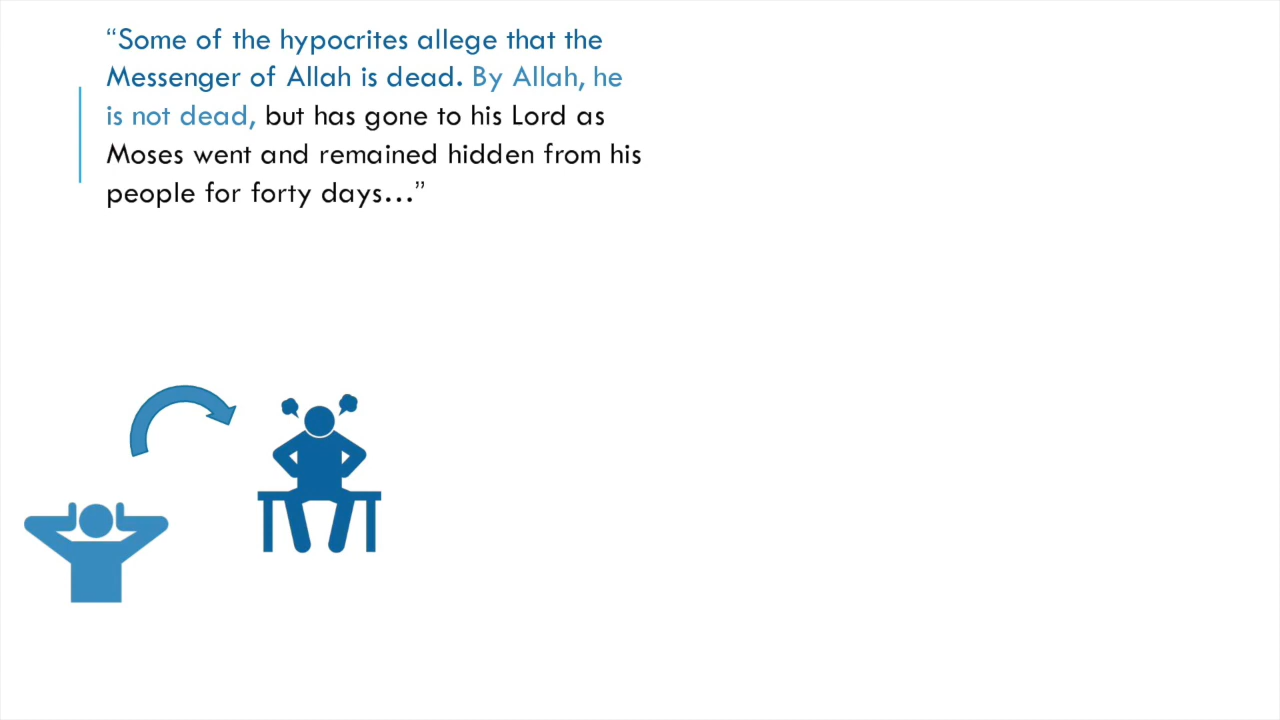 “Some of the hypocrites allege that the
Messenger of Allah is dead. By Allah, he
is not dead, but has gone to his Lord as
Moses went and remained hidden from his
people for forty days…”